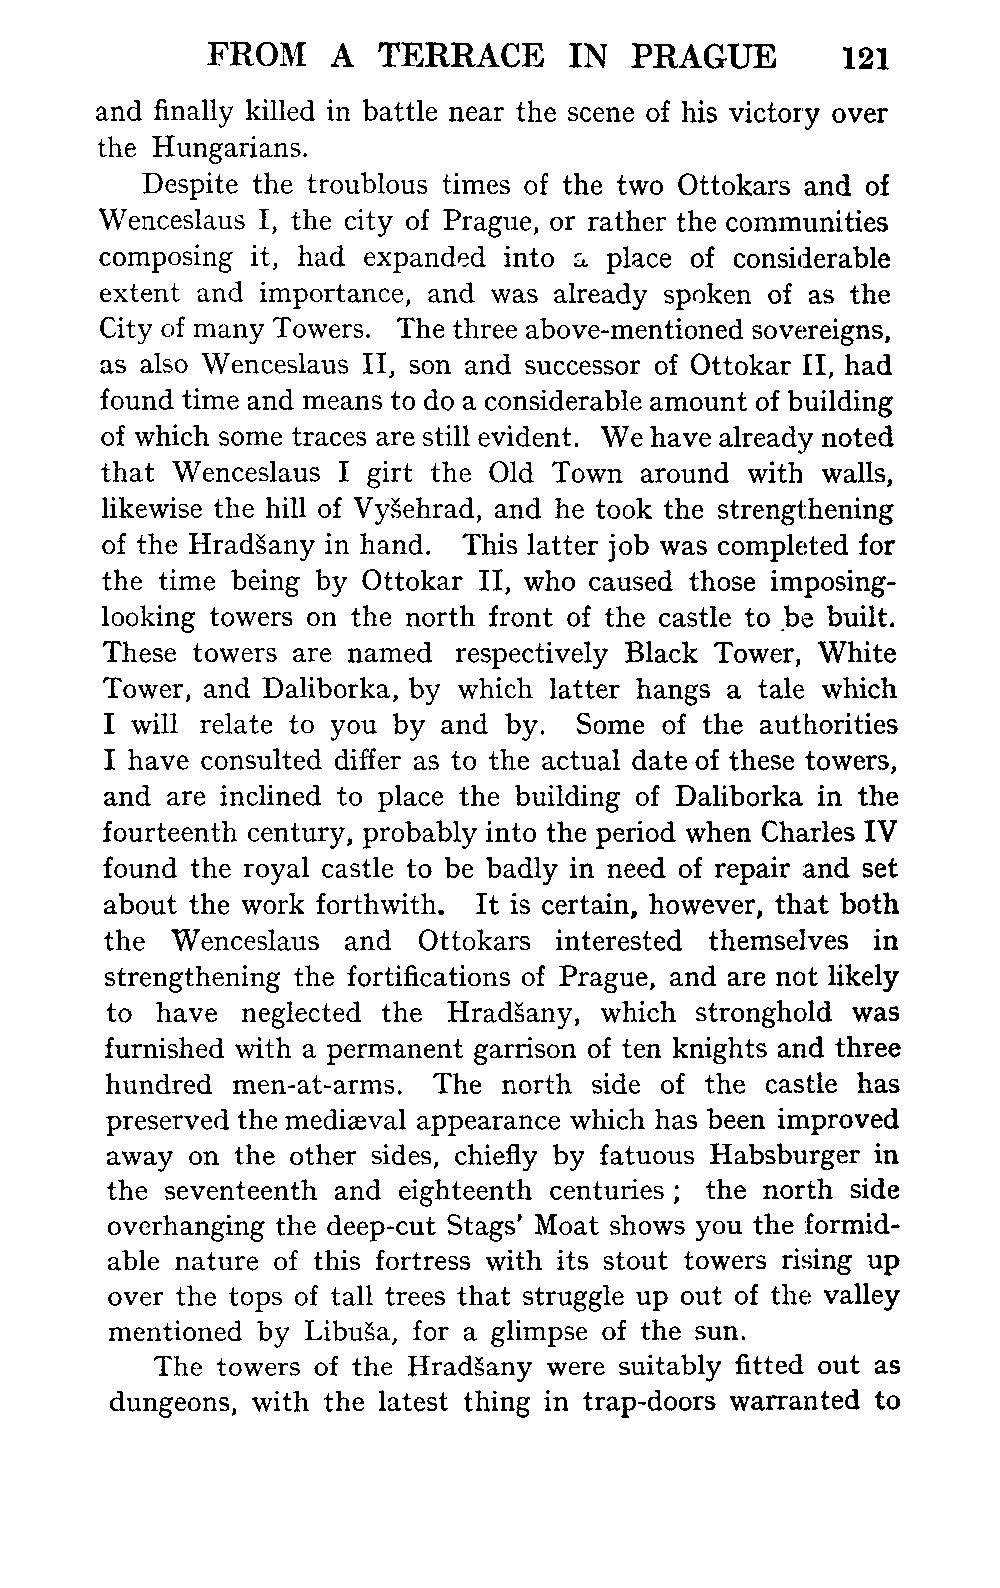 FROM A TERRACE IN PRAGUE 121
and finally killed in battle near the scene of his victory over
the Hungarians.
Despite the troublous times of the two Ottokars and of
Wenceslaus I, the city of Prague, or rather the communities
composing it, had expanded into a place of considerable
extent and importance, and was already spoken of as the
City of many Towers. The three above-mentioned sovereigns,
as also Wenceslaus II, son and successor of Ottokar II, had
found time and means to do a considerable amount of building
of which some traces are still evident. We have already noted
that Wenceslaus I girt the Old Town around with walls,
likewise the hill of Vyšehrad, and he took the strengthening
of the Hradšany in hand. This latter job was completed for
the time being by Ottokar II, who caused those imposing-
looking towers on the north front of the castle to be built.
These towers are named respectively Black Tower, White
Tower, and Daliborka, by which latter hangs a tale which
I will relate to you by and by. Some of the authorities
I have consulted differ as to the actual date of these towers,
and are inclined to place the building of Daliborka in the
fourteenth century, probably into the period when Charles IV
found the royal castle to be badly in need of repair and set
about the work forthwith. It is certain, however, that both
the Wenceslaus and Ottokars interested themselves in
strengthening the fortifications of Prague, and are not likely
to have neglected the Hradšany, which stronghold was
furnished with a permanent garrison of ten knights and three
hundred men-at-arms. The north side of the castle has
preserved the mediæval appearance which has been improved
away on the other sides, chiefly by fatuous Habsburger in
the seventeenth and eighteenth centuries; the north side
overhanging the deep-cut Stags' Moat shows you the formid-
able nature of this fortress with its stout towers rising up
over the tops of tall trees that struggle up out of the valley
mentioned by Libuša, for a glimpse of the sun.
The towers of the Hradšany were suitably fitted out as
dungeons, with the latest thing in trap-doors warranted to